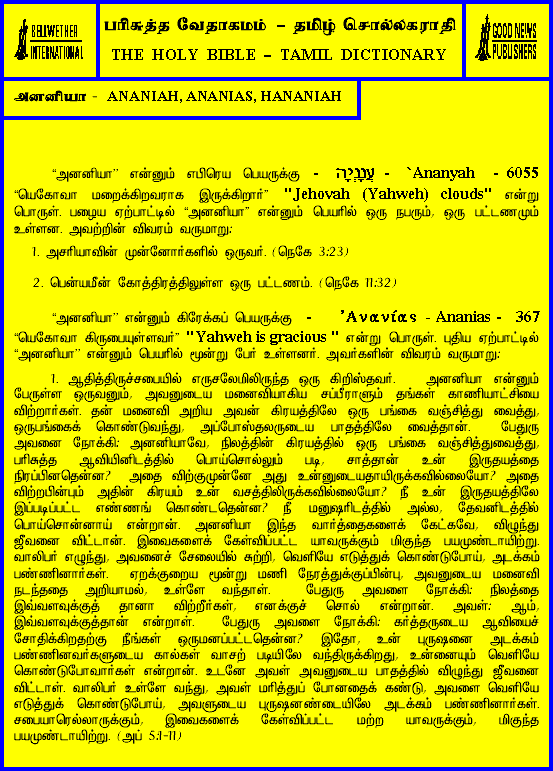 BELLWETHER
INTERNATIONAL
பரிசுத்த வேதாகமம் – தமிழ் சொல்லகராதி
THE HOLY BIBLE – TAMIL DICTIONARY
GOOD NEWS
PUBLISHERS
அனனியா - ANANIAH, ANANIAS, HANANIAH
“அனனியா” என்னும் எபிரெய பெயருக்கு - עֲנָנְיָה - `Ananyah - 6055
“யெகோவா மறைக்கிறவராக இருக்கிறார்” "Jehovah (Yahweh) clouds" என்று
பொருள். பழைய ஏற்பாட்டில் “அனனியா” என்னும் பெயரில் ஒரு நபரும், ஒரு பட்டணமும்
உள்ளன. அவற்றின் விவரம் வருமாறு:
1. அசரியாவின் முன்னோர்களில் ஒருவர். (நெகே 3:23)
2. பென்யமீன் கோத்திரத்திலுள்ள ஒரு பட்டணம். (நெகே 11:32)
“அனனியா” என்னும் கிரேக்கப் பெயருக்கு - ʼΑνανίας - Ananias - 367
“யெகோவா கிருபையுள்ளவர்” "Yahweh is gracious " என்று பொருள். புதிய ஏற்பாட்டில்
“அனனியா” என்னும் பெயரில் மூன்று பேர் உள்ளனர். அவர்களின் விவரம் வருமாறு:
1. ஆதித்திருச்சபையில் எருசலேமிலிருந்த ஒரு கிறிஸ்தவர். அனனியா என்னும்
பேருள்ள ஒருவனும், அவனுடைய மனைவியாகிய சப்பீராளும் தங்கள் காணியாட்சியை
விற்றார்கள். தன் மனைவி அறிய அவன் கிரயத்திலே ஒரு பங்கை வஞ்சித்து வைத்து,
ஒருபங்கைக் கொண்டுவந்து, அப்போஸ்தலருடைய பாதத்திலே வைத்தான். பேதுரு
அவனை நோக்கி: அனனியாவே, நிலத்தின் கிரயத்தில் ஒரு பங்கை வஞ்சித்துவைத்து,
பரிசுத்த ஆவியினிடத்தில் பொய்சொல்லும் படி, சாத்தான் உன் இருதயத்தை
நிரப்பினதென்ன? அதை விற்குமுன்னே அது உன்னுடையதாயிருக்கவில்லையோ? அதை
விற்றபின்பும் அதின் கிரயம் உன் வசத்திலிருக்கவில்லையோ? நீ உன் இருதயத்திலே
இப்படிப்பட்ட எண்ணங் கொண்டதென்ன? நீ மனுஷரிடத்தில் அல்ல, தேவனிடத்தில்
பொய்சொன்னாய் என்றான். அனனியா இந்த வார்த்தைகளைக் கேட்கவே, விழுந்து
ஜீவனை விட்டான். இவைகளைக் கேள்விப்பட்ட யாவருக்கும் மிகுந்த பயமுண்டாயிற்று.
வாலிபர் எழுந்து, அவனைச் சேலையில் சுற்றி, வெளியே எடுத்துக் கொண்டுபோய், அடக்கம்
பண்ணினார்கள். ஏறக்குறைய மூன்று மணி நேரத்துக்குப்பின்பு, அவனுடைய மனைவி
நடந்ததை அறியாமல், உள்ளே வந்தாள். பேதுரு அவளை நோக்கி: நிலத்தை
இவ்வளவுக்குத் தானா விற்றீர்கள், எனக்குச் சொல் என்றான். அவள்: ஆம்,
இவ்வளவுக்குத்தான் என்றாள். பேதுரு அவளை நோக்கி: கர்த்தருடைய ஆவியைச்
சோதிக்கிறதற்கு நீங்கள் ஒருமனப்பட்டதென்ன? இதோ, உன் புருஷனை அடக்கம்
பண்ணினவர்களுடைய கால்கள் வாசற் படியிலே வந்திருக்கிறது, உன்னையும் வெளியே
கொண்டுபோவார்கள் என்றான். உடனே அவள் அவனுடைய பாதத்தில் விழுந்து ஜீவனை
விட்டாள். வாலிபர் உள்ளே வந்து, அவள் மரித்துப் போனதைக் கண்டு, அவளை வெளியே
எடுத்துக் கொண்டுபோய், அவளுடைய புருஷனண்டையிலே அடக்கம் பண்ணினார்கள்.
சபையாரெல்லாருக்கும், இவைகளைக் கேள்விப்பட்ட மற்ற யாவருக்கும், மிகுந்த
பயமுண்டாயிற்று. (அப் 5:1-11)